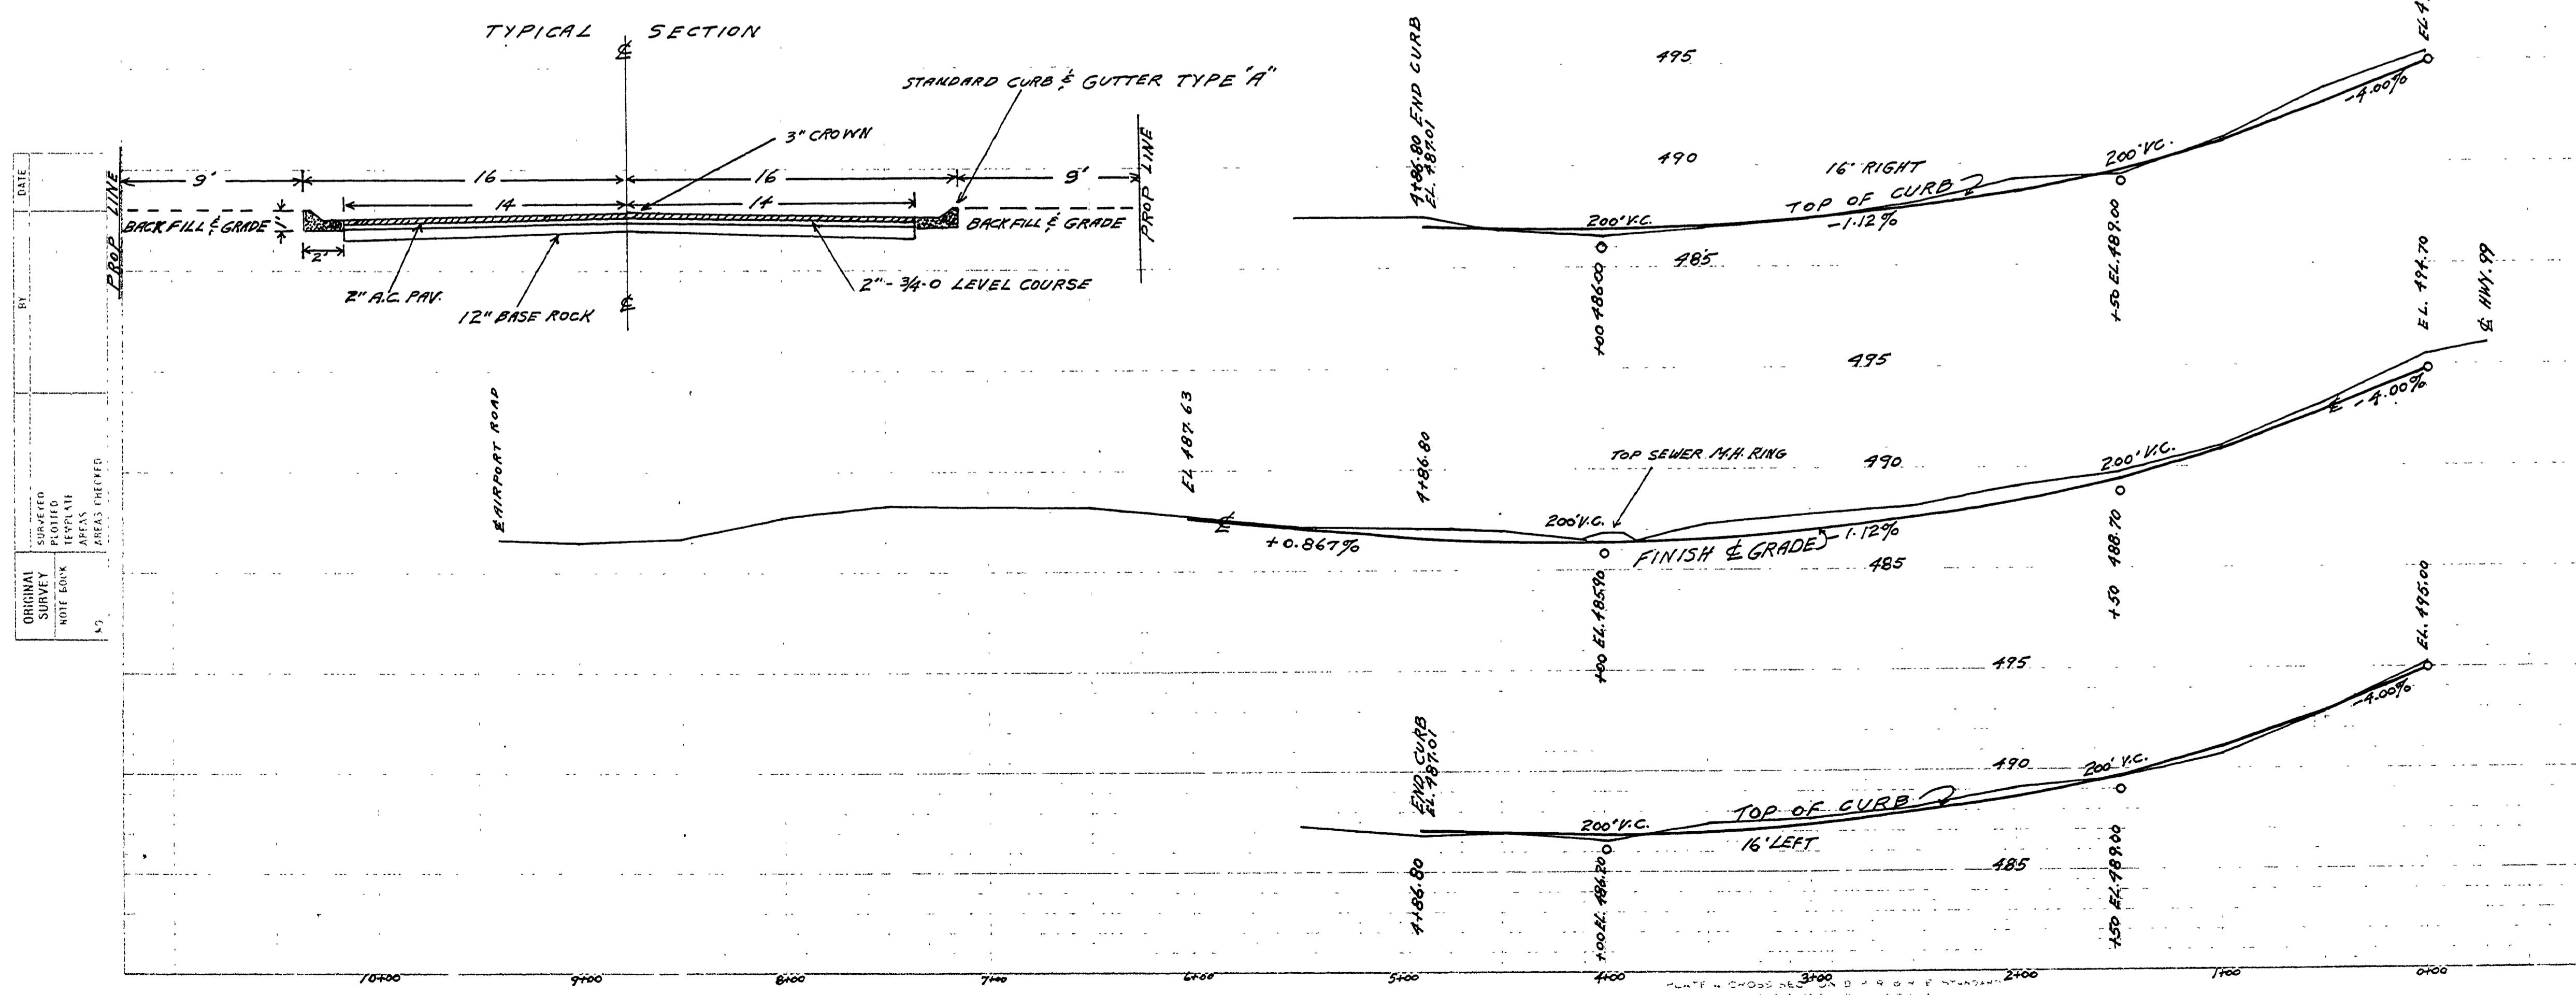 TYPICAL SECTION
℄
STANDARD CURB & GUTTER TYPE "A"
3" CROWN
PROP LINE
9'
16
16
9'
PROP LINE
14
14
BACKFILL & GRADE
1'
BACKFILL & GRADE
2'
2" A.C. PAV.
12" BASE ROCK
℄
2"- 3/4-0 LEVEL COURSE
DATE
BY
SURVEYED
PLOTTED
TEMPLATE
AREAS
AREAS CHECKED
ORIGINAL
SURVEY
NOTE BOOK
NO.
4+86.80 END CURB
EL. 487.01
495
490
485
200' V.C.
+00 486.00
16' RIGHT
TOP OF CURB
-1.12%
200' V.C.
+50 EL. 489.00
-4.00%
℄ AIRPORT ROAD
EL 487.63
℄
+0.867%
4+86.80
200' V.C.
TOP SEWER M.H. RING
+00 EL. 485.90
FINISH ℄ GRADE
-1.12%
495
490
485
200' V.C.
+50 488.70
℄ -4.00%
EL. 494.70
℄ HWY. 99
END CURB
EL. 487.01
4+86.80
200' V.C.
+00 EL. 486.20
TOP OF CURB
16' LEFT
495
490
485
200' V.C.
+50 EL. 489.00
-4.00%
EL. 495.00
10+00
9+00
8+00
7+00
6+00
5+00
4+00
3+00
2+00
1+00
0+00